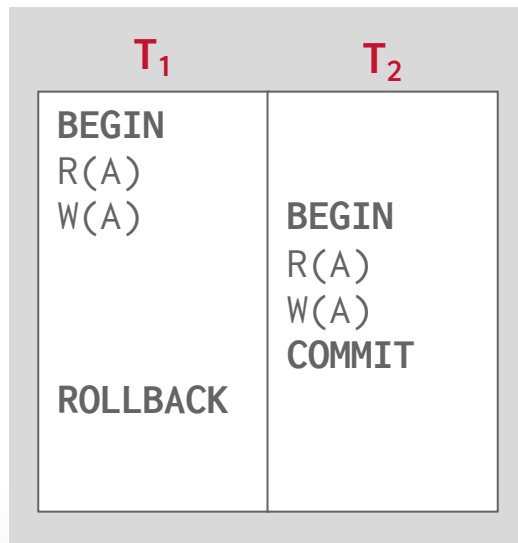 T₁ T₂
BEGIN
R(A)
W(A) BEGIN
R(A)
W(A)
COMMIT
ROLLBACK